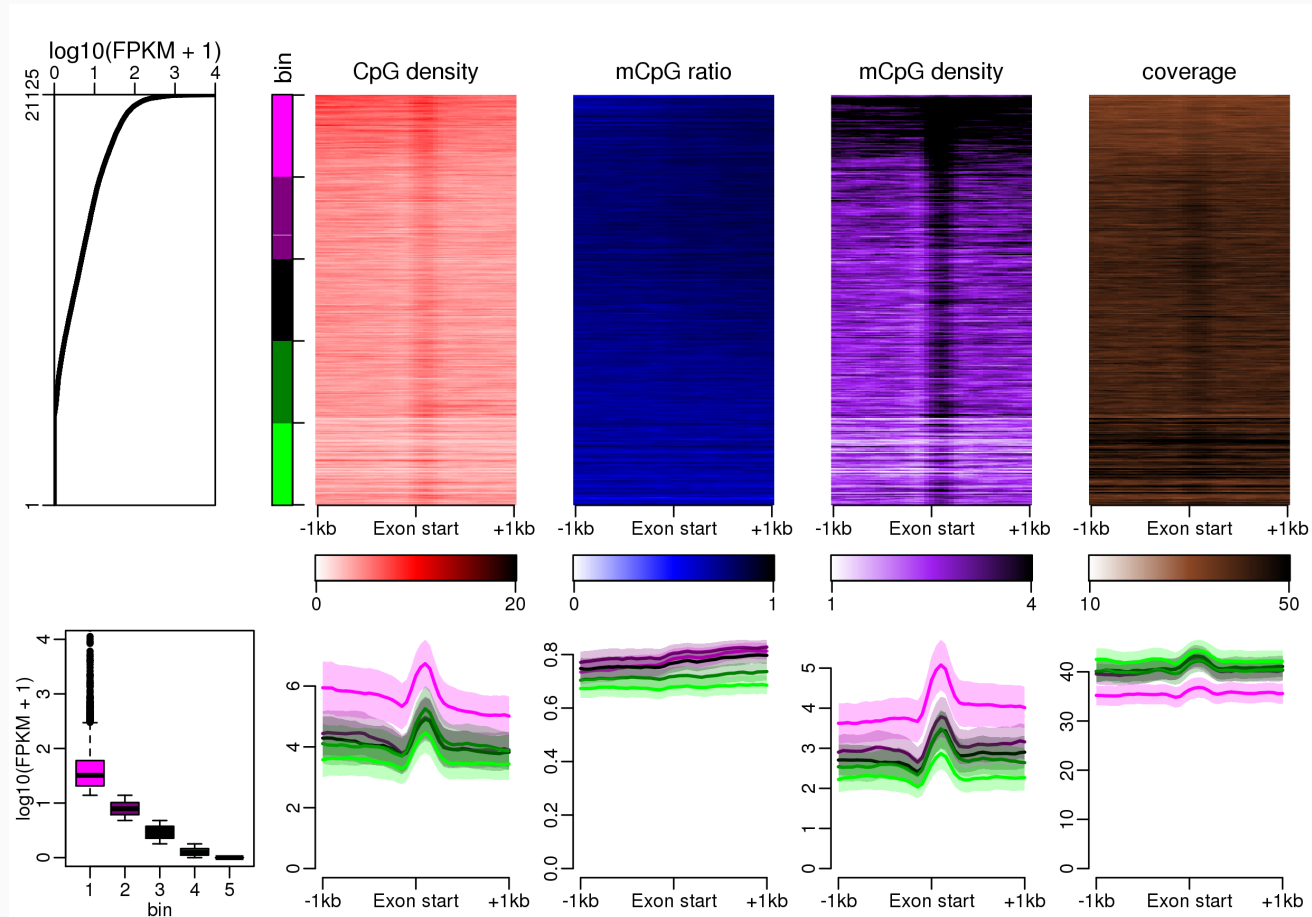 log10(FPKM + 1)
0 1 2 3 4
21125
1
bin
CpG density
mCpG ratio
mCpG density
coverage
-1kb Exon start +1kb
-1kb Exon start +1kb
-1kb Exon start +1kb
-1kb Exon start +1kb
0 20
0 1
1 4
10 50
log10(FPKM + 1)
4
3
2
1
0
1 2 3 4 5
bin
6
4
2
0
-1kb Exon start +1kb
0.8
0.6
0.4
0.2
0.0
-1kb Exon start +1kb
5
4
3
2
1
0
-1kb Exon start +1kb
40
30
20
10
0
-1kb Exon start +1kb